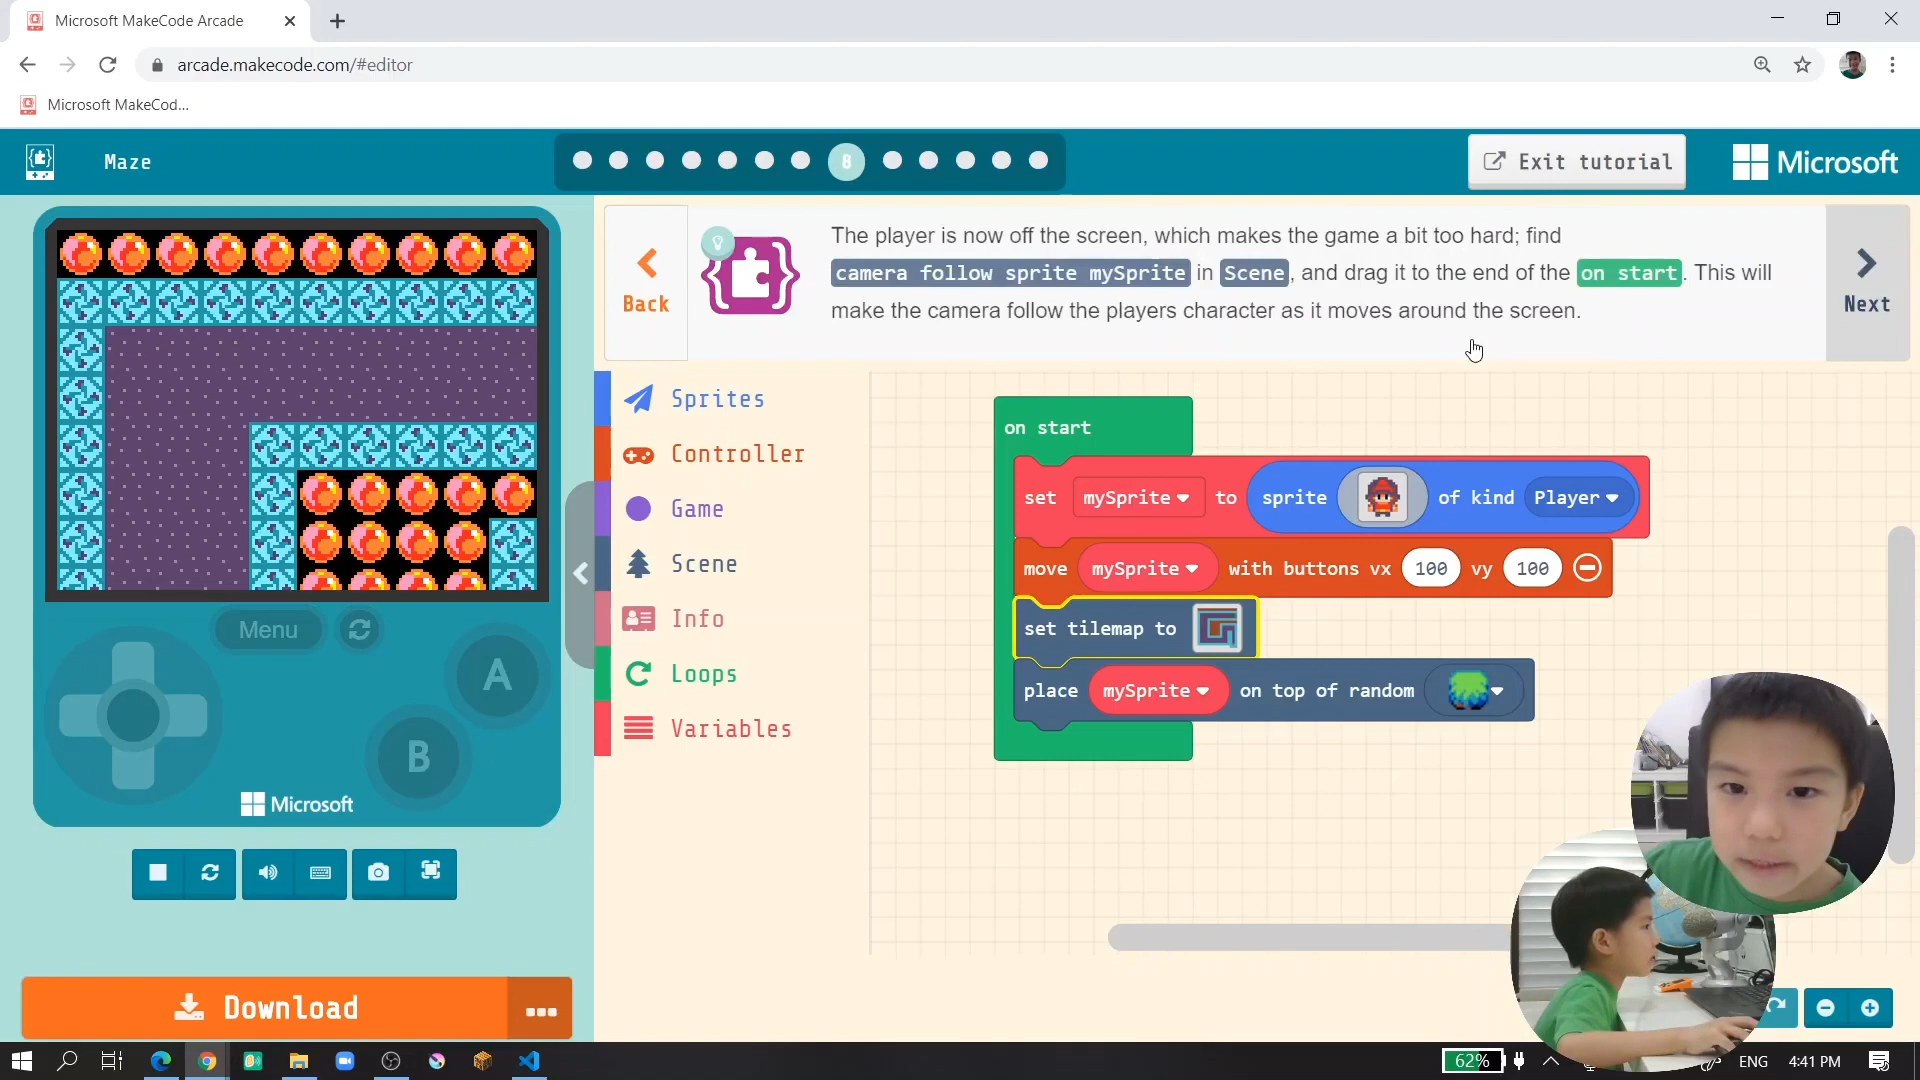 Microsoft MakeCode Arcade
arcade.makecode.com/#editor
Microsoft MakeCod...
Maze
8
Exit tutorial
Microsoft
Back
The player is now off the screen, which makes the game a bit too hard; find
camera follow sprite mySprite in Scene, and drag it to the end of the on start. This will
make the camera follow the players character as it moves around the screen.
Next
Sprites
Controller
Game
Scene
Info
Loops
Variables
on start
set mySprite to sprite of kind Player
move mySprite with buttons vx 100 vy 100
set tilemap to
place mySprite on top of random
Menu
A
B
Microsoft
Download
62%
ENG
4:41 PM